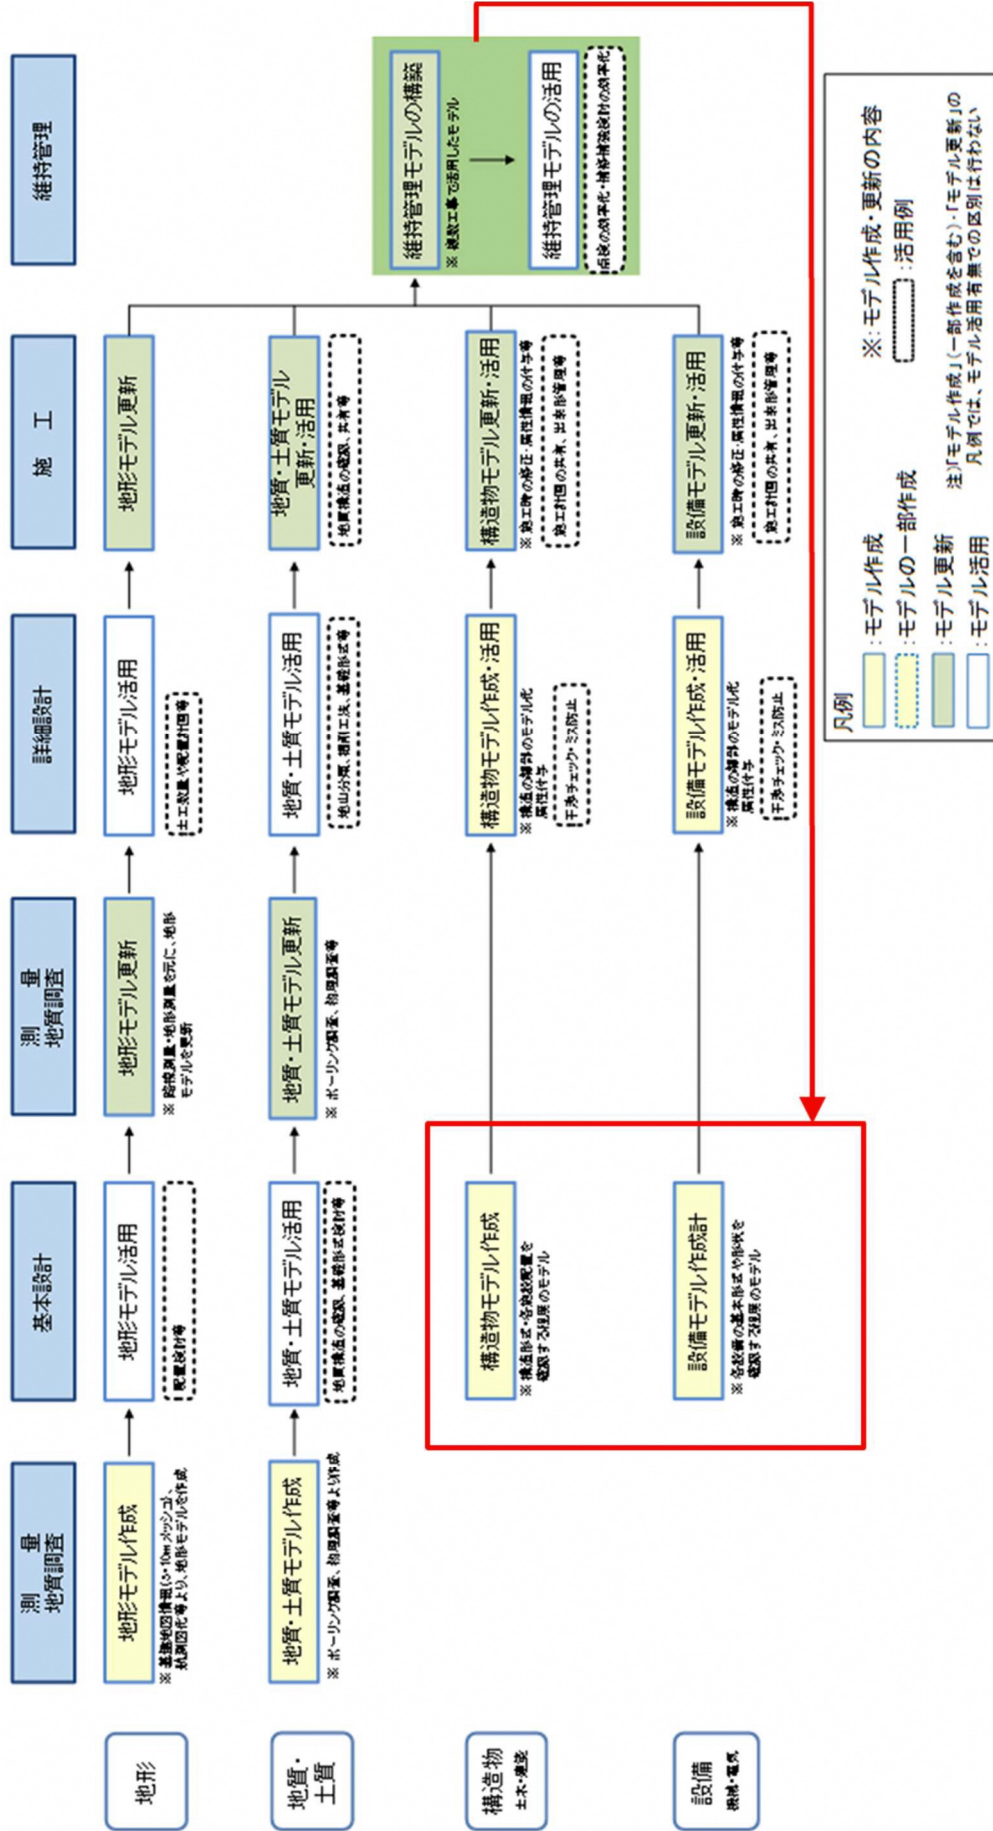 測　量
地質調査
基本設計
測　量
地質調査
詳細設計
施　工
維持管理
地形
地形モデル作成
※ 基盤地図情報(5・10mメッシュ)、
航測図化等より、地形モデルを作成
地形モデル活用
配置検討等
地形モデル更新
※ 路線測量・地形測量を元に、地形
モデルを更新
地形モデル活用
土工数量や配置計画等
地形モデル更新
地質・
土質
地質・土質モデル作成
※ ボーリング調査、物理探査等より作成
地質・土質モデル活用
地質構造の確認、基礎形式検討等
地質・土質モデル更新
※ ボーリング調査、物理探査等
地質・土質モデル活用
地山分類、掘削工法、基礎形式等
地質・土質モデル
更新・活用
地質構造の確認、共有等
構造物
土木・建築
構造物モデル作成
※ 構造形式・各施設配置を
確認する程度のモデル
構造物モデル作成・活用
※ 構造の細部のモデル化
属性付与
干渉チェック・ミス防止
構造物モデル更新・活用
※ 施工時の修正・属性情報の付与等
施工計画の共有、出来形管理等
設備
機械・電気
設備モデル作成計
※ 各設備の基本形式や形状を
確認する程度のモデル
設備モデル作成・活用
※ 構造の細部のモデル化
属性付与
干渉チェック・ミス防止
設備モデル更新・活用
※ 施工時の修正・属性情報の付与等
施工計画の共有、出来形管理等
維持管理モデルの構築
※ 複数工事で活用したモデル
維持管理モデルの活用
点検の効率化・補修補強検討の効率化
凡例
：モデル作成
：モデルの一部作成
：モデル更新
：モデル活用
※：モデル作成・更新の内容
：活用例
注)「モデル作成」(一部作成を含む)・「モデル更新」の
凡例では、モデル活用有無での区別は行わない